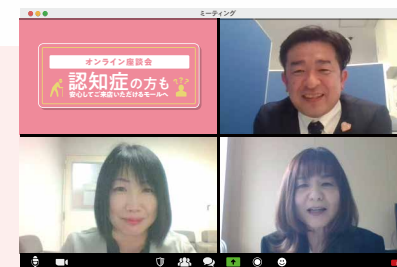 ミーティング
オンライン座談会
認知症の方も
安心してご来店いただけるモールへ
???